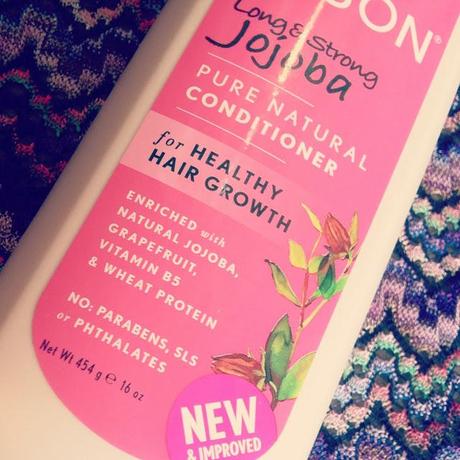 SON®
Long & Strong
Jojoba
PURE NATURAL
CONDITIONER
for HEALTHY
HAIR GROWTH
ENRICHED with
NATURAL JOJOBA,
GRAPEFRUIT,
VITAMIN B5
& WHEAT PROTEIN
NO: PARABENS, SLS
or PHTHALATES
Net Wt 454 g ℮ 16 oz
NEW
& IMPROVED